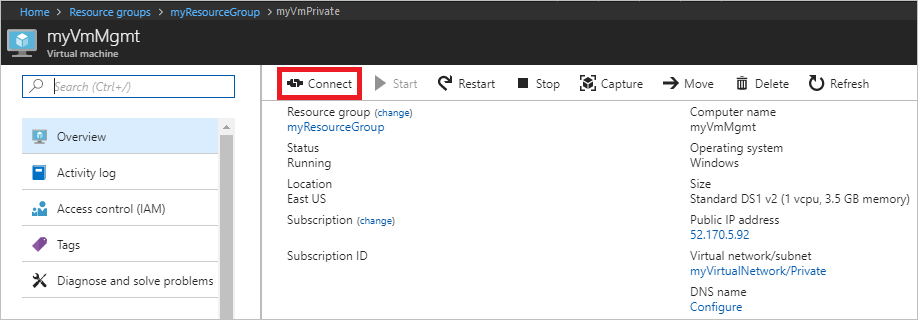 Home > Resource groups > myResourceGroup > myVmPrivate
myVmMgmt
Virtual machine
Search (Ctrl+/)
Overview
Activity log
Access control (IAM)
Tags
Diagnose and solve problems
Connect Start Restart Stop Capture Move Delete Refresh
Resource group (change)
myResourceGroup
Status
Running
Location
East US
Subscription (change)
Subscription ID
Computer name
myVmMgmt
Operating system
Windows
Size
Standard DS1 v2 (1 vcpu, 3.5 GB memory)
Public IP address
52.170.5.92
Virtual network/subnet
myVirtualNetwork/Private
DNS name
Configure